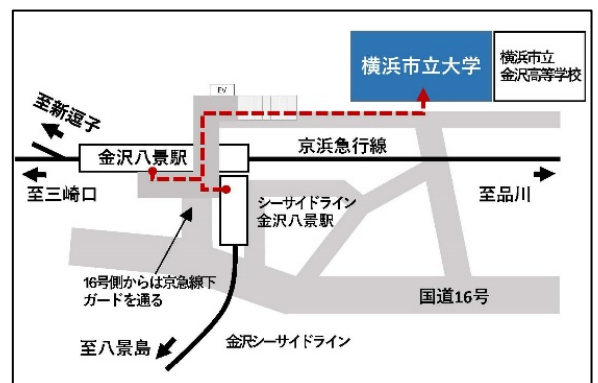 横浜市立大学
横浜市立
金沢高等学校
EV
至新逗子
金沢八景駅
京浜急行線
至三崎口
至品川
シーサイドライン
金沢八景駅
16号側からは京急線下
ガードを通る
国道16号
至八景島
金沢シーサイドライン